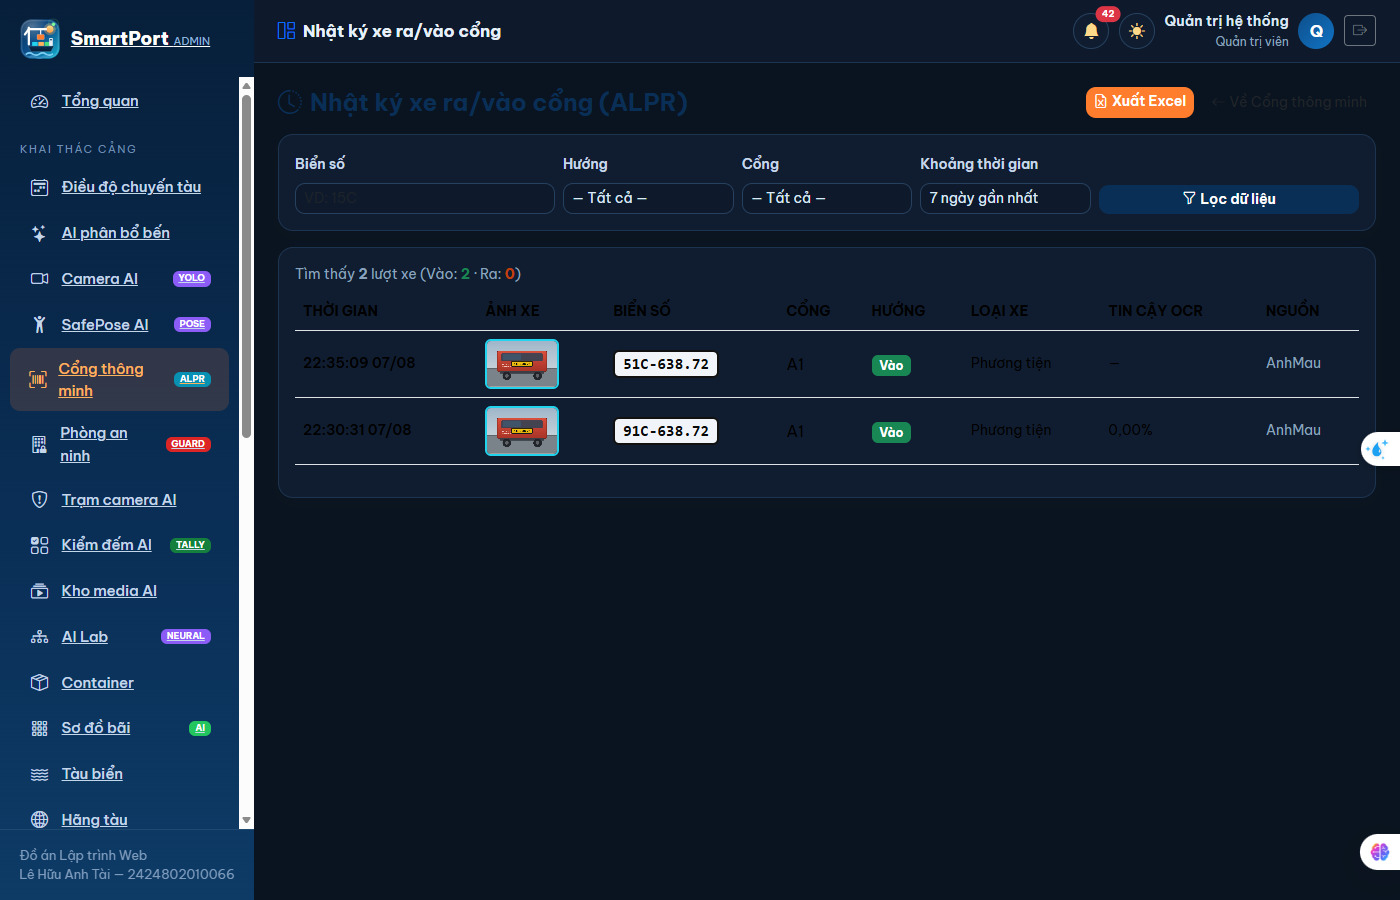 SmartPort ADMIN
Nhật ký xe ra/vào cổng
42
Quản trị hệ thống
Quản trị viên
Q
Tổng quan
KHAI THÁC CẢNG
Điều độ chuyến tàu
AI phân bổ bến
Camera AI YOLO
SafePose AI POSE
Cổng thông minh ALPR
Phòng an ninh GUARD
Trạm camera AI
Kiểm đếm AI TALLY
Kho media AI
AI Lab NEURAL
Container
Sơ đồ bãi AI
Tàu biển
Hãng tàu
Đồ án Lập trình Web
Lê Hữu Anh Tài — 2424802010066
Nhật ký xe ra/vào cổng (ALPR)
Xuất Excel
← Về Cổng thông minh
Biển số Hướng Cổng Khoảng thời gian
VD: 15C — Tất cả — — Tất cả — 7 ngày gần nhất Lọc dữ liệu
Tìm thấy 2 lượt xe (Vào: 2 · Ra: 0)
THỜI GIAN ẢNH XE BIỂN SỐ CỔNG HƯỚNG LOẠI XE TIN CẬY OCR NGUỒN
22:35:09 07/08 51C-638.72 A1 Vào Phương tiện — AnhMau
22:30:31 07/08 91C-638.72 A1 Vào Phương tiện 0,00% AnhMau